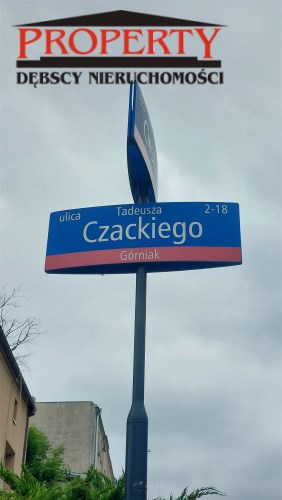 PROPERTY
DĘBSCY NIERUCHOMOŚCI
ulica Tadeusza 2-18
Czackiego
Górniak